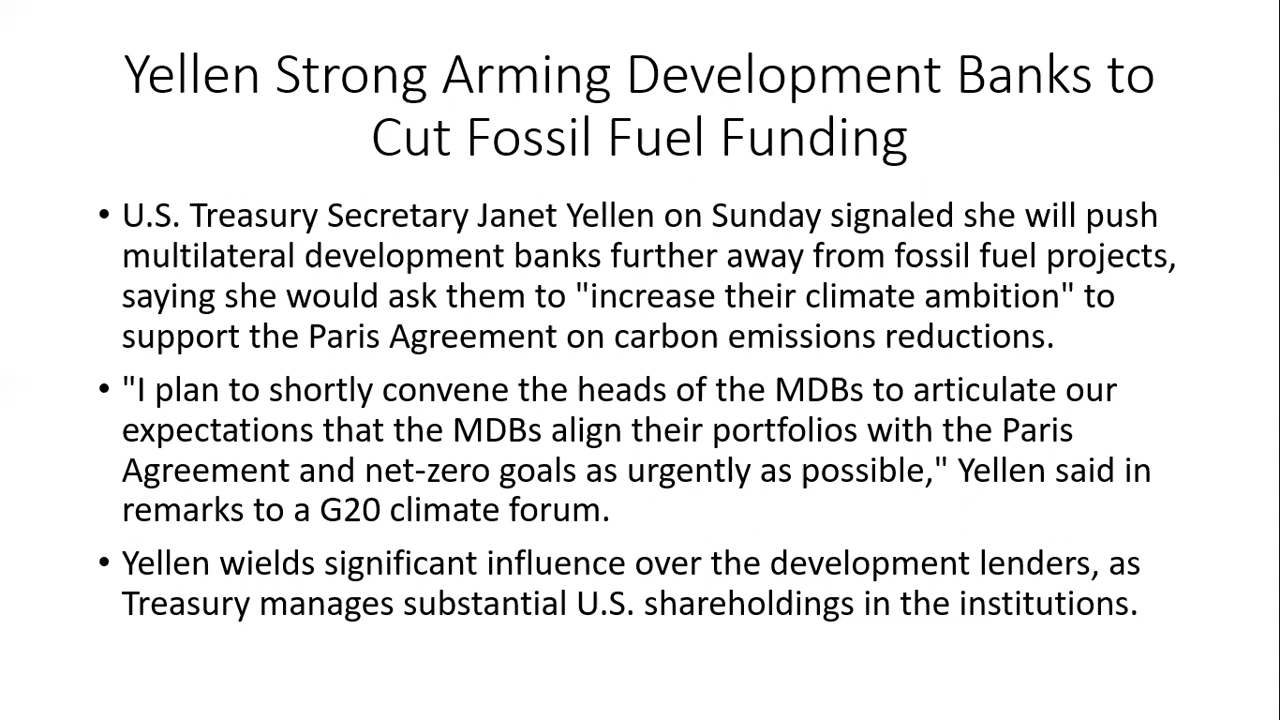 Yellen Strong Arming Development Banks to
Cut Fossil Fuel Funding
• U.S. Treasury Secretary Janet Yellen on Sunday signaled she will push
multilateral development banks further away from fossil fuel projects,
saying she would ask them to "increase their climate ambition" to
support the Paris Agreement on carbon emissions reductions.
• "I plan to shortly convene the heads of the MDBs to articulate our
expectations that the MDBs align their portfolios with the Paris
Agreement and net-zero goals as urgently as possible," Yellen said in
remarks to a G20 climate forum.
• Yellen wields significant influence over the development lenders, as
Treasury manages substantial U.S. shareholdings in the institutions.